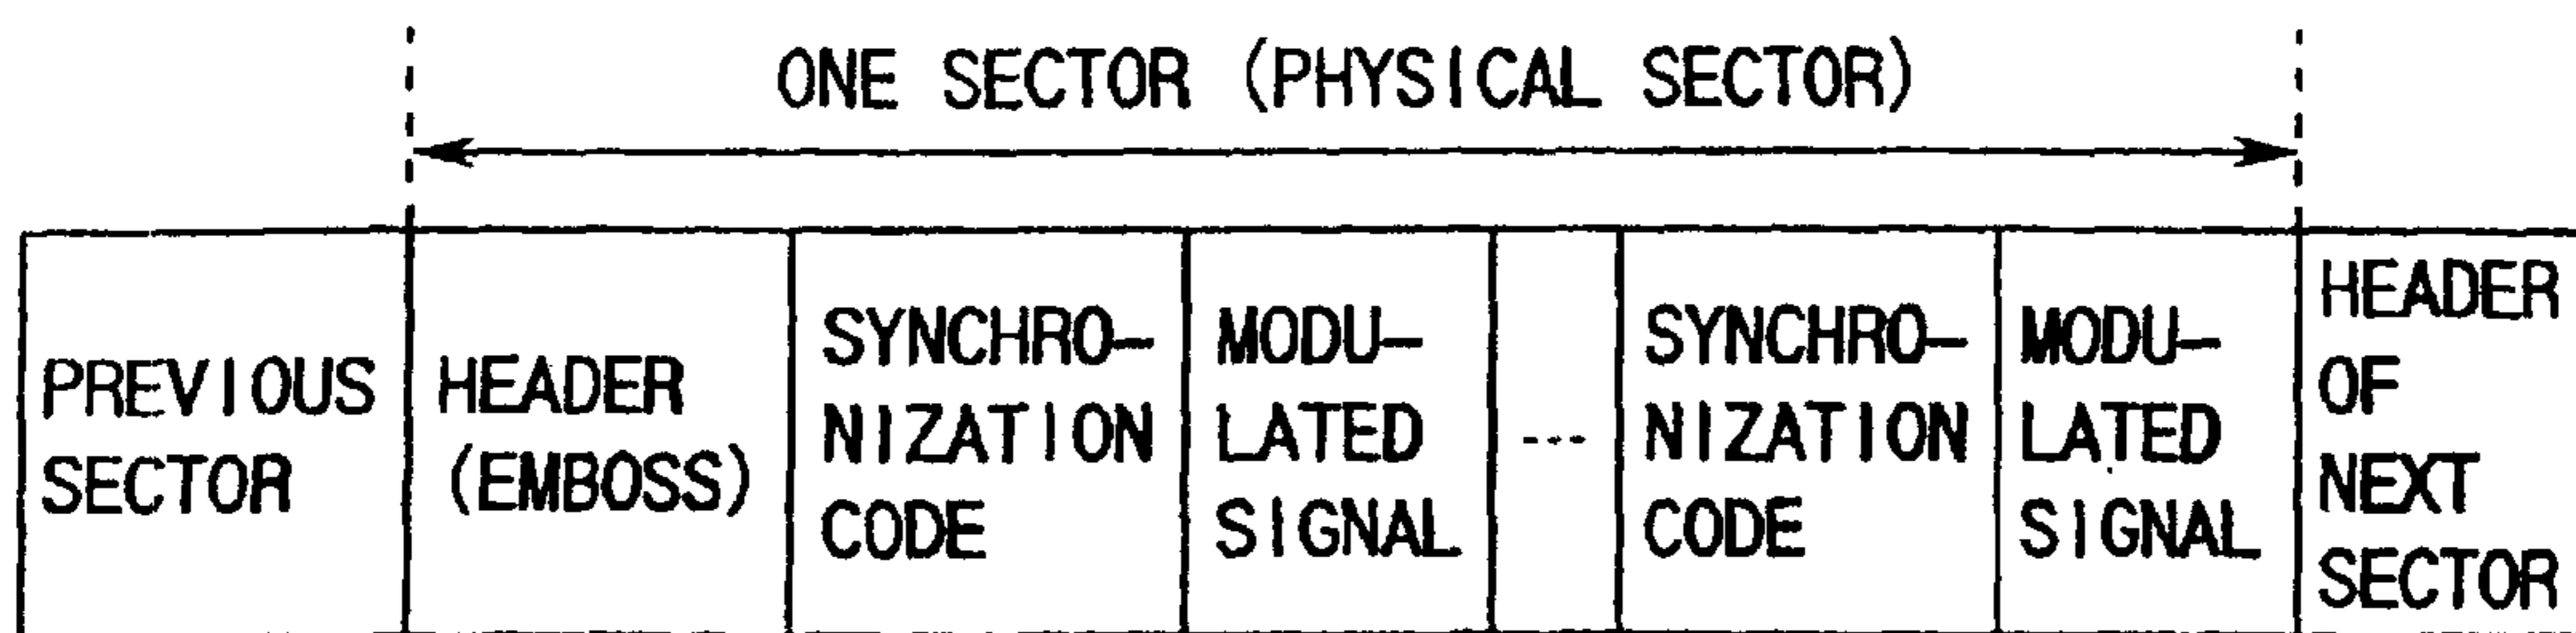 ONE SECTOR (PHYSICAL SECTOR)
PREVIOUS
SECTOR
HEADER
(EMBOSS)
SYNCHRO-
NIZATION
CODE
MODU-
LATED
SIGNAL
---
SYNCHRO-
NIZATION
CODE
MODU-
LATED
SIGNAL
HEADER
OF
NEXT
SECTOR